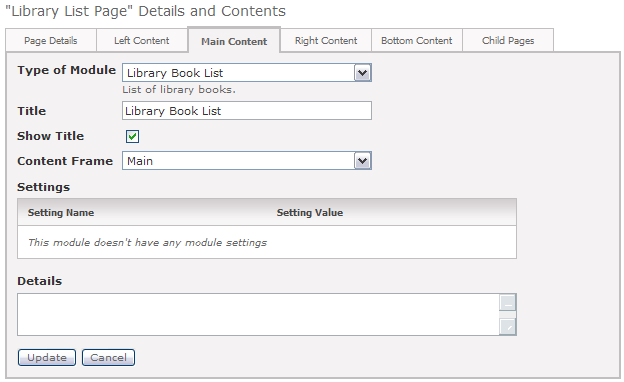 "Library List Page" Details and Contents
Page Details Left Content Main Content Right Content Bottom Content Child Pages
Type of Module Library Book List
List of library books.
Title Library Book List
Show Title
Content Frame Main
Settings
Setting Name Setting Value
This module doesn't have any module settings
Details
Update Cancel